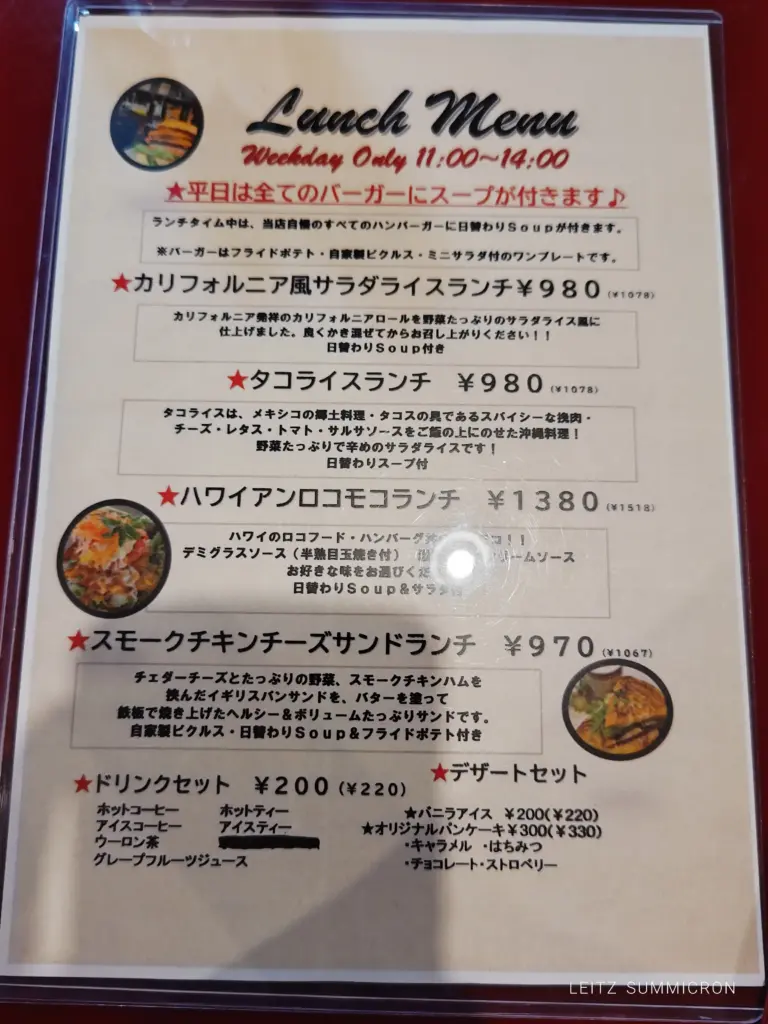 Lunch Menu
Weekday Only 11:00～14:00
★平日は全てのバーガーにスープが付きます♪
ランチタイム中は、当店自慢のすべてのハンバーガーに日替わりSoupが付きます。
※バーガーはフライドポテト・自家製ピクルス・ミニサラダ付のワンプレートです。
★カリフォルニア風サラダライスランチ￥980(￥1078)
カリフォルニア発祥のカリフォルニアロールを野菜たっぷりのサラダライス風に
仕上げました。良くかき混ぜてからお召し上がりください！！
日替わりSoup付き
★タコライスランチ ￥980(￥1078)
タコライスは、メキシコの郷土料理・タコスの具であるスパイシーな挽肉・
チーズ・レタス・トマト・サルサソースをご飯の上にのせた沖縄料理！
野菜たっぷりで辛めのサラダライスです！
日替わりスープ付
★ハワイアンロコモコランチ ￥1380(￥1518)
ハワイのロコフード・ハンバーグ コ！！
デミグラスソース（半熟目玉焼き付） リームソース
お好きな味をお選びくだ
日替わりSoup&サラダ付
★スモークチキンチーズサンドランチ ￥970(￥1067)
チェダーチーズとたっぷりの野菜、スモークチキンハムを
挟んだイギリスパンサンドを、バターを塗って
鉄板で焼き上げたヘルシー&ボリュームたっぷりサンドです。
自家製ピクルス・日替わりSoup&フライドポテト付き
★ドリンクセット ￥200(￥220)
ホットコーヒー ホットティー
アイスコーヒー アイスティー
ウーロン茶
グレープフルーツジュース
★デザートセット
★バニラアイス ￥200(￥220)
★オリジナルパンケーキ￥300(￥330)
・キャラメル ・はちみつ
・チョコレート・ストロベリー
LEITZ SUMMICRON